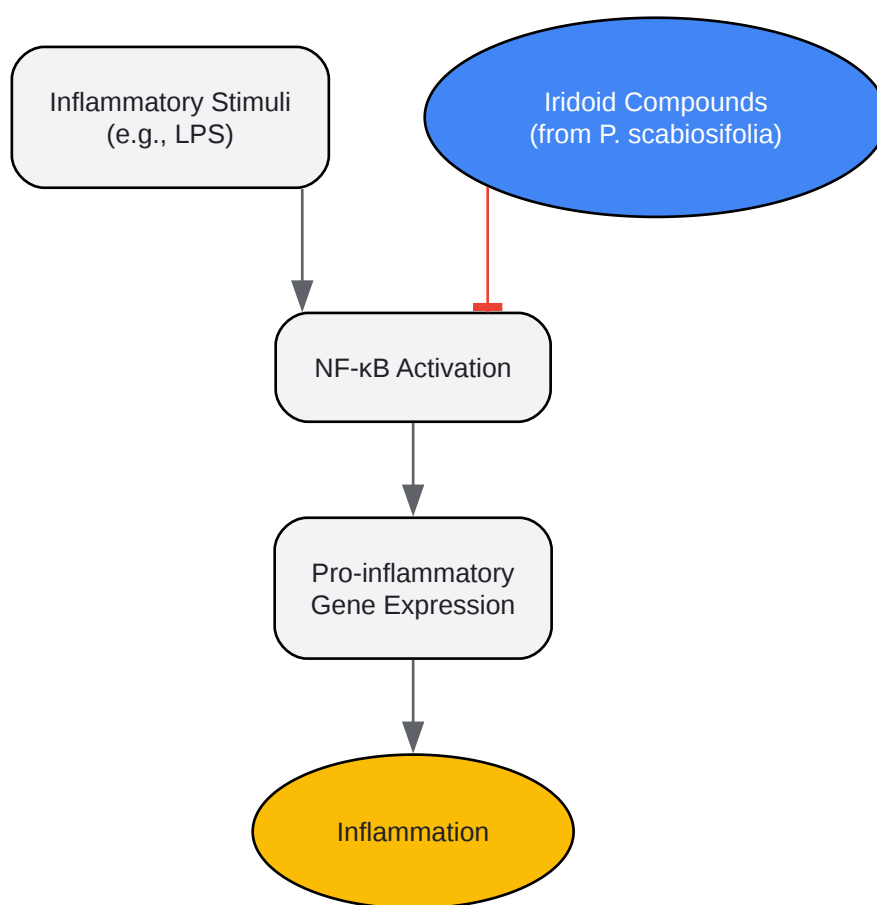 Inflammatory Stimuli
(e.g., LPS)
Iridoid Compounds
(from P. scabiosifolia)
NF-κB Activation
Pro-inflammatory
Gene Expression
Inflammation